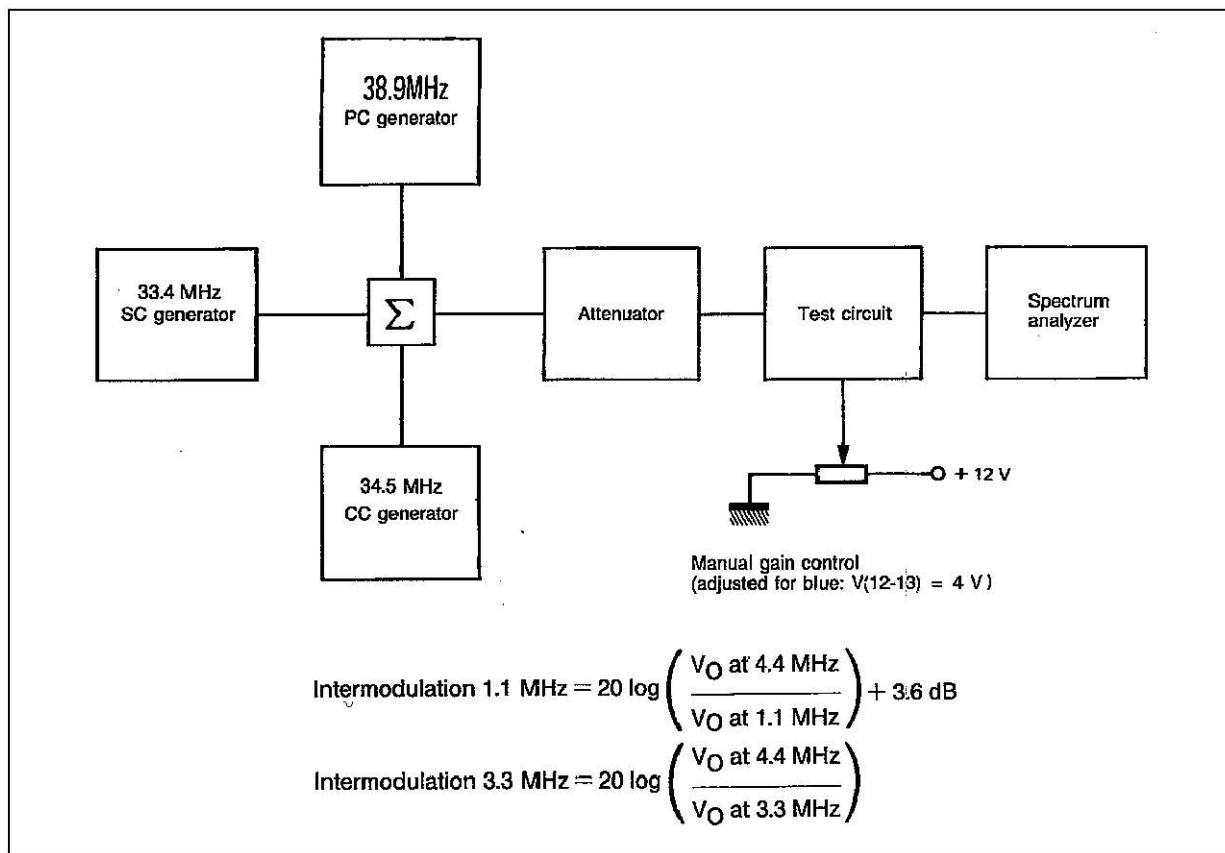 38.9MHz
PC generator
33.4 MHz
SC generator
Σ
Attenuator
Test circuit
Spectrum
analyzer
34.5 MHz
CC generator
+ 12 V
Manual gain control
(adjusted for blue: V(12-13) = 4 V)
Intermodulation 1.1 MHz = 20 log ( VO at 4.4 MHz / VO at 1.1 MHz ) + 3.6 dB
Intermodulation 3.3 MHz = 20 log ( VO at 4.4 MHz / VO at 3.3 MHz )